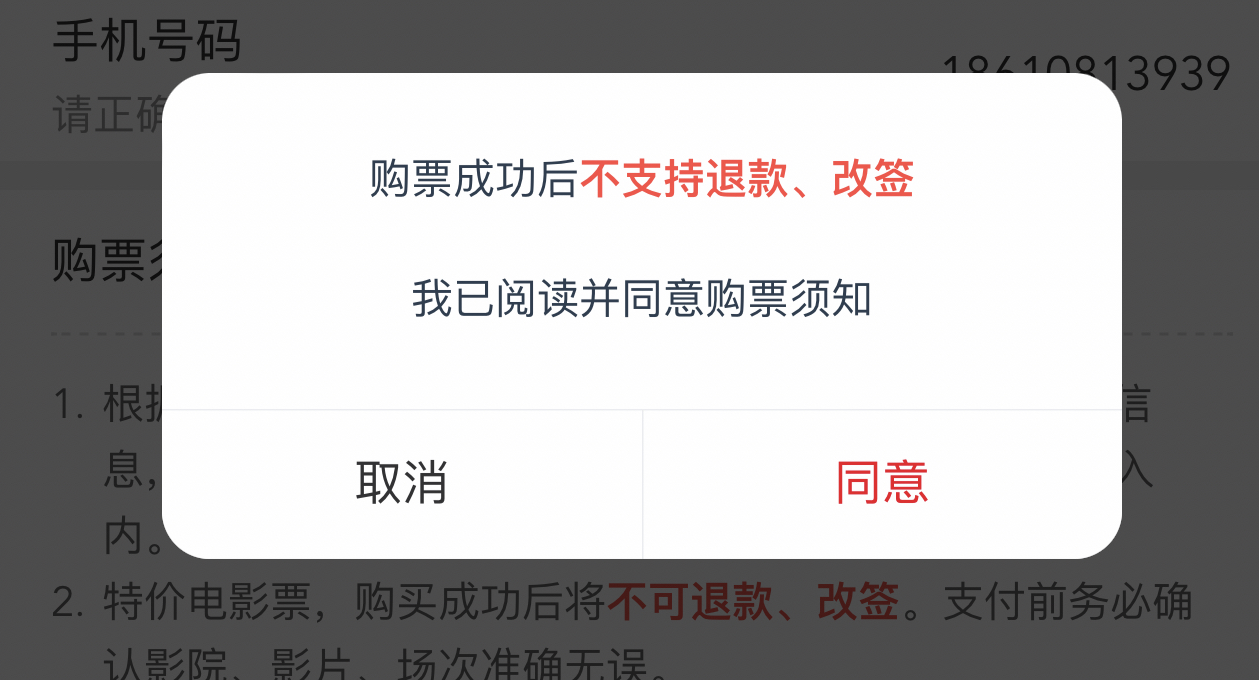 手机号码
18610813939
请正确
购票成功后不支持退款、改签
购票须
我已阅读并同意购票须知
1. 根据
信
息，
入
取消
同意
内。
2. 特价电影票，购买成功后将不可退款、改签。支付前务必确
认影院、影片、场次准确无误。